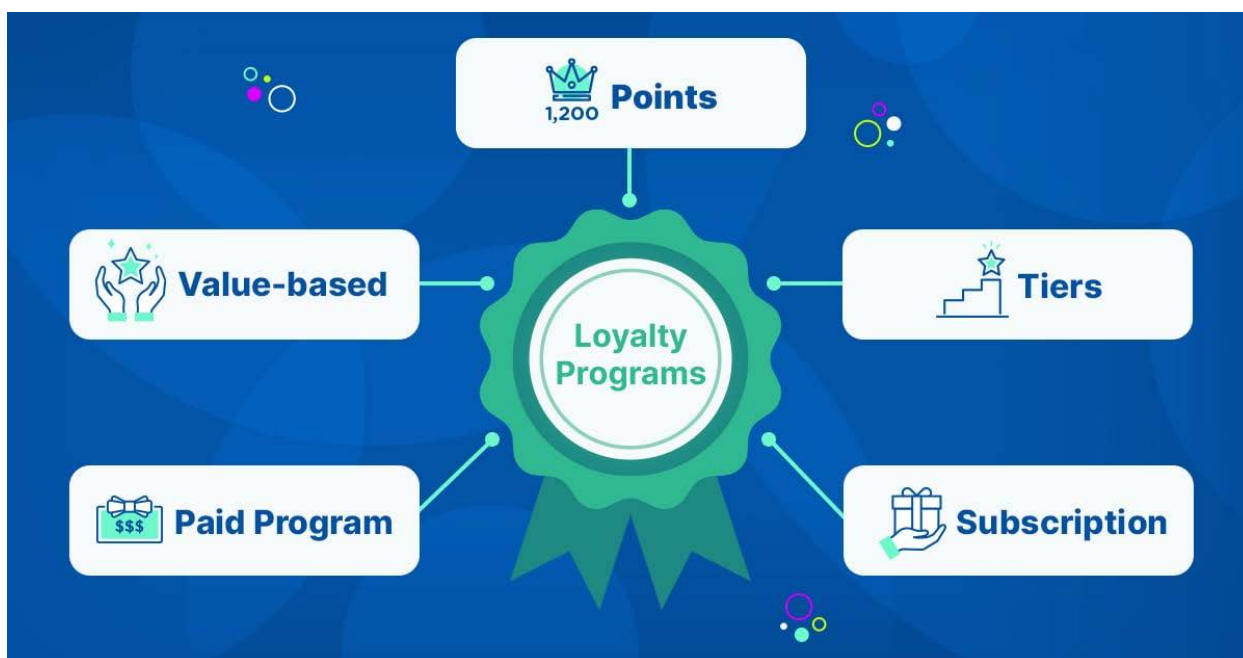 Points
1,200
Value-based
Tiers
Loyalty
Programs
$$$
Paid Program
Subscription